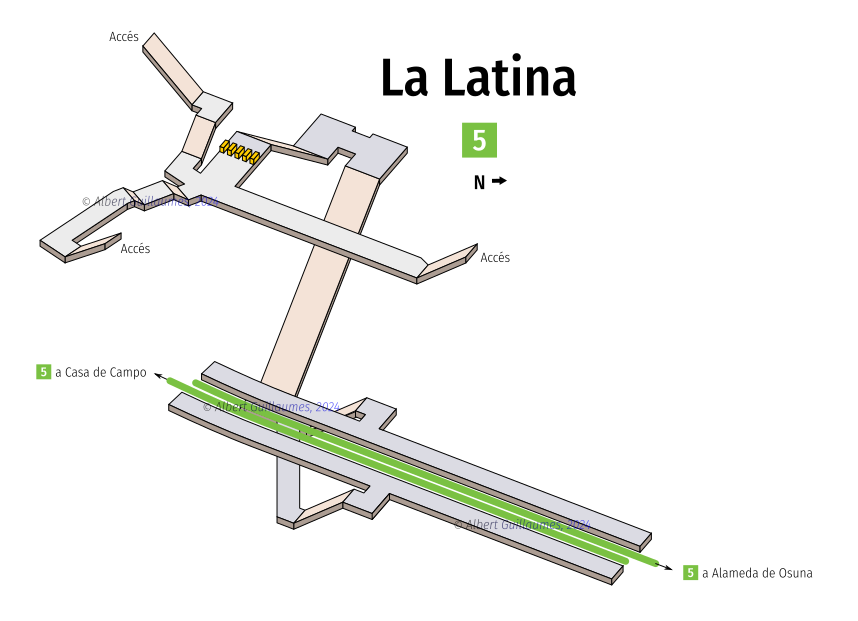 Accés
La Latina
5
N
© Albert Guillaumes, 2024
Accés
Accés
5 a Casa de Campo
© Albert Guillaumes, 2024
© Albert Guillaumes, 2024
5 a Alameda de Osuna